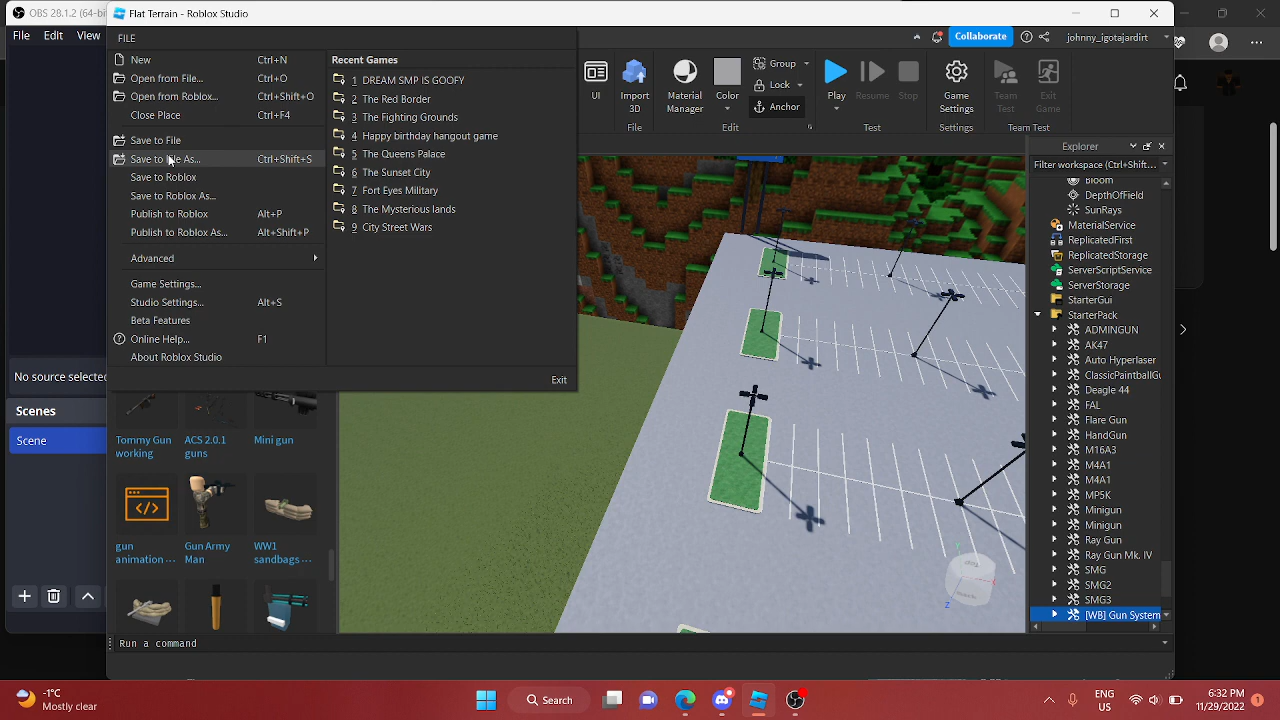 OBS 28.1.2 (64-bi
File Edit View
No source selected
Scenes
Scene
Flat Terrain - Roblox Studio
FILE
New Ctrl+N
Open from File... Ctrl+O
Open from Roblox... Ctrl+Shift+O
Close Place Ctrl+F4
Save to File
Save to File As... Ctrl+Shift+S
Save to Roblox
Save to Roblox As...
Publish to Roblox Alt+P
Publish to Roblox As... Alt+Shift+P
Advanced
Game Settings...
Studio Settings... Alt+S
Beta Features
Online Help... F1
About Roblox Studio
Recent Games
1 DREAM SMP IS GOOFY
2 The Red Border
3 The Fighting Grounds
4 Happy birthday hangout game
5 The Queens Palace
6 The Sunset City
7 Fort Eyes Military
8 The Mysterious lands
9 City Street Wars
Exit
Collaborate
johnny_igotajardirt
UI
Import
3D
File
Material
Manager
Color
Group
Lock
Anchor
Edit
Play
Resume
Stop
Test
Game
Settings
Settings
Team
Test
Exit
Game
Team Test
Explorer
Filter workspace (Ctrl+Shift...
Bloom
DepthOfField
SunRays
MaterialService
ReplicatedFirst
ReplicatedStorage
ServerScriptService
ServerStorage
StarterGui
StarterPack
ADMINGUN
AK47
Auto Hyperlaser
ClassicPaintballGu
Deagle 44
FAL
Flare Gun
HandGun
M16A3
M4A1
M4A1
MP5K
Minigun
Minigun
Ray Gun
Ray Gun Mk. IV
SMG
SMG2
SMG3
[WB] Gun System
Tommy Gun
working
ACS 2.0.1
guns
Mini gun
gun
animation ...
Gun Army
Man
WW1
sandbags ...
Y
Z
Run a command
-1°C
Mostly clear
Search
ENG
US
6:32 PM
11/29/2022
1